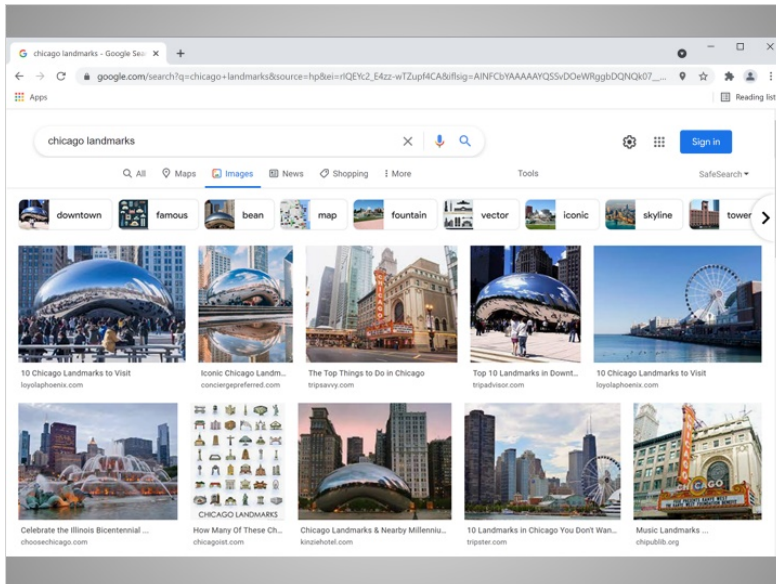 chicago landmarks - Google Sea
google.com/search?q=chicago+landmarks&source=hp&ei=
Apps
Reading list
chicago landmarks
Sign in
All Maps Images News Shopping More Tools SafeSearch
downtown famous bean map fountain vector iconic skyline tower
CHICAGO
10 Chicago Landmarks to Visit
loyolaphoenix.com
Iconic Chicago Landm...
conciergepreferred.com
The Top Things to Do in Chicago
tripsavvy.com
Top 10 Landmarks in Downt...
tripadvisor.com
10 Chicago Landmarks to Visit
loyolaphoenix.com
CHICAGO LANDMARKS
CHICAGO
CHICAGO
Celebrate the Illinois Bicentennial ...
choosechicago.com
How Many Of These Ch...
chicagoist.com
Chicago Landmarks & Nearby Millenniu...
kinziehotel.com
10 Landmarks in Chicago You Don't Wan...
tripster.com
Music Landmarks ...
chipublib.org